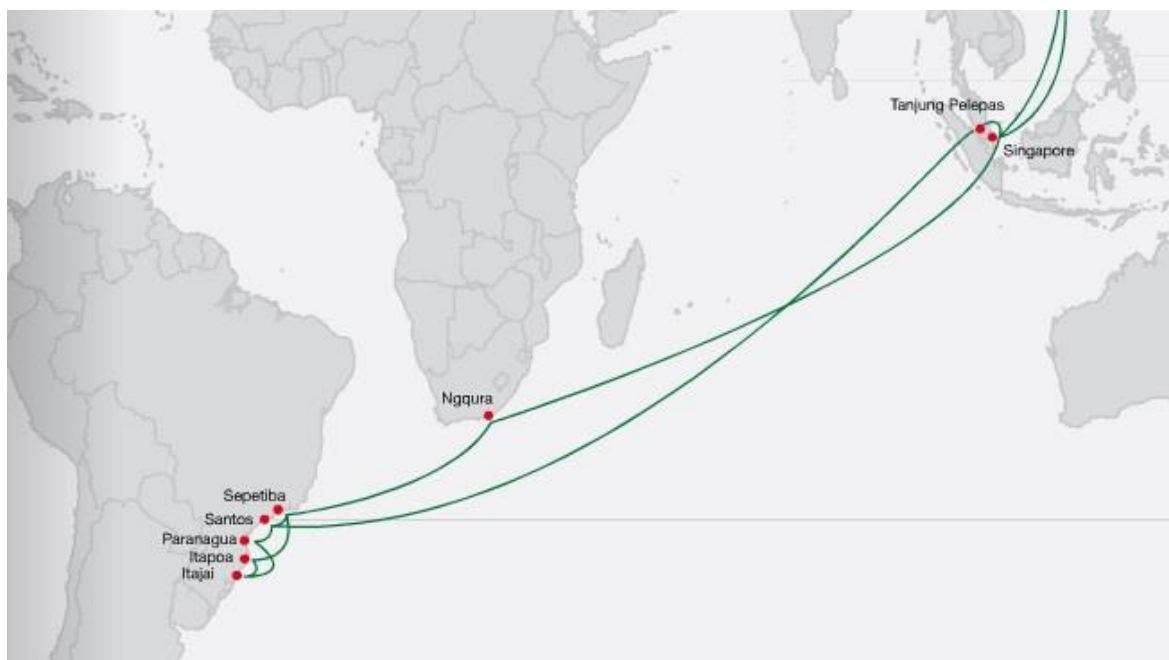 Tanjung Pelepas
Singapore
Ngqura
Sepetiba
Santos
Paranagua
Itapoa
Itajai